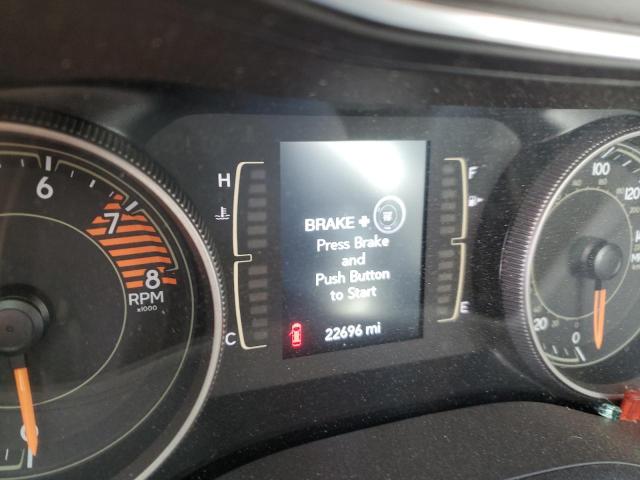 6
7
8
RPM
x1000
0
H
C
BRAKE +
Press Brake
and
Push Button
to Start
22696 mi
F
E
100
120
20
0